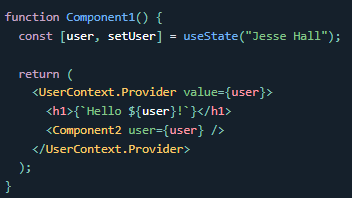 function Component1() {
  const [user, setUser] = useState("Jesse Hall");

  return (
    <UserContext.Provider value={user}>
      <h1>{`Hello ${user}!`}</h1>
      <Component2 user={user} />
    </UserContext.Provider>
  );
}